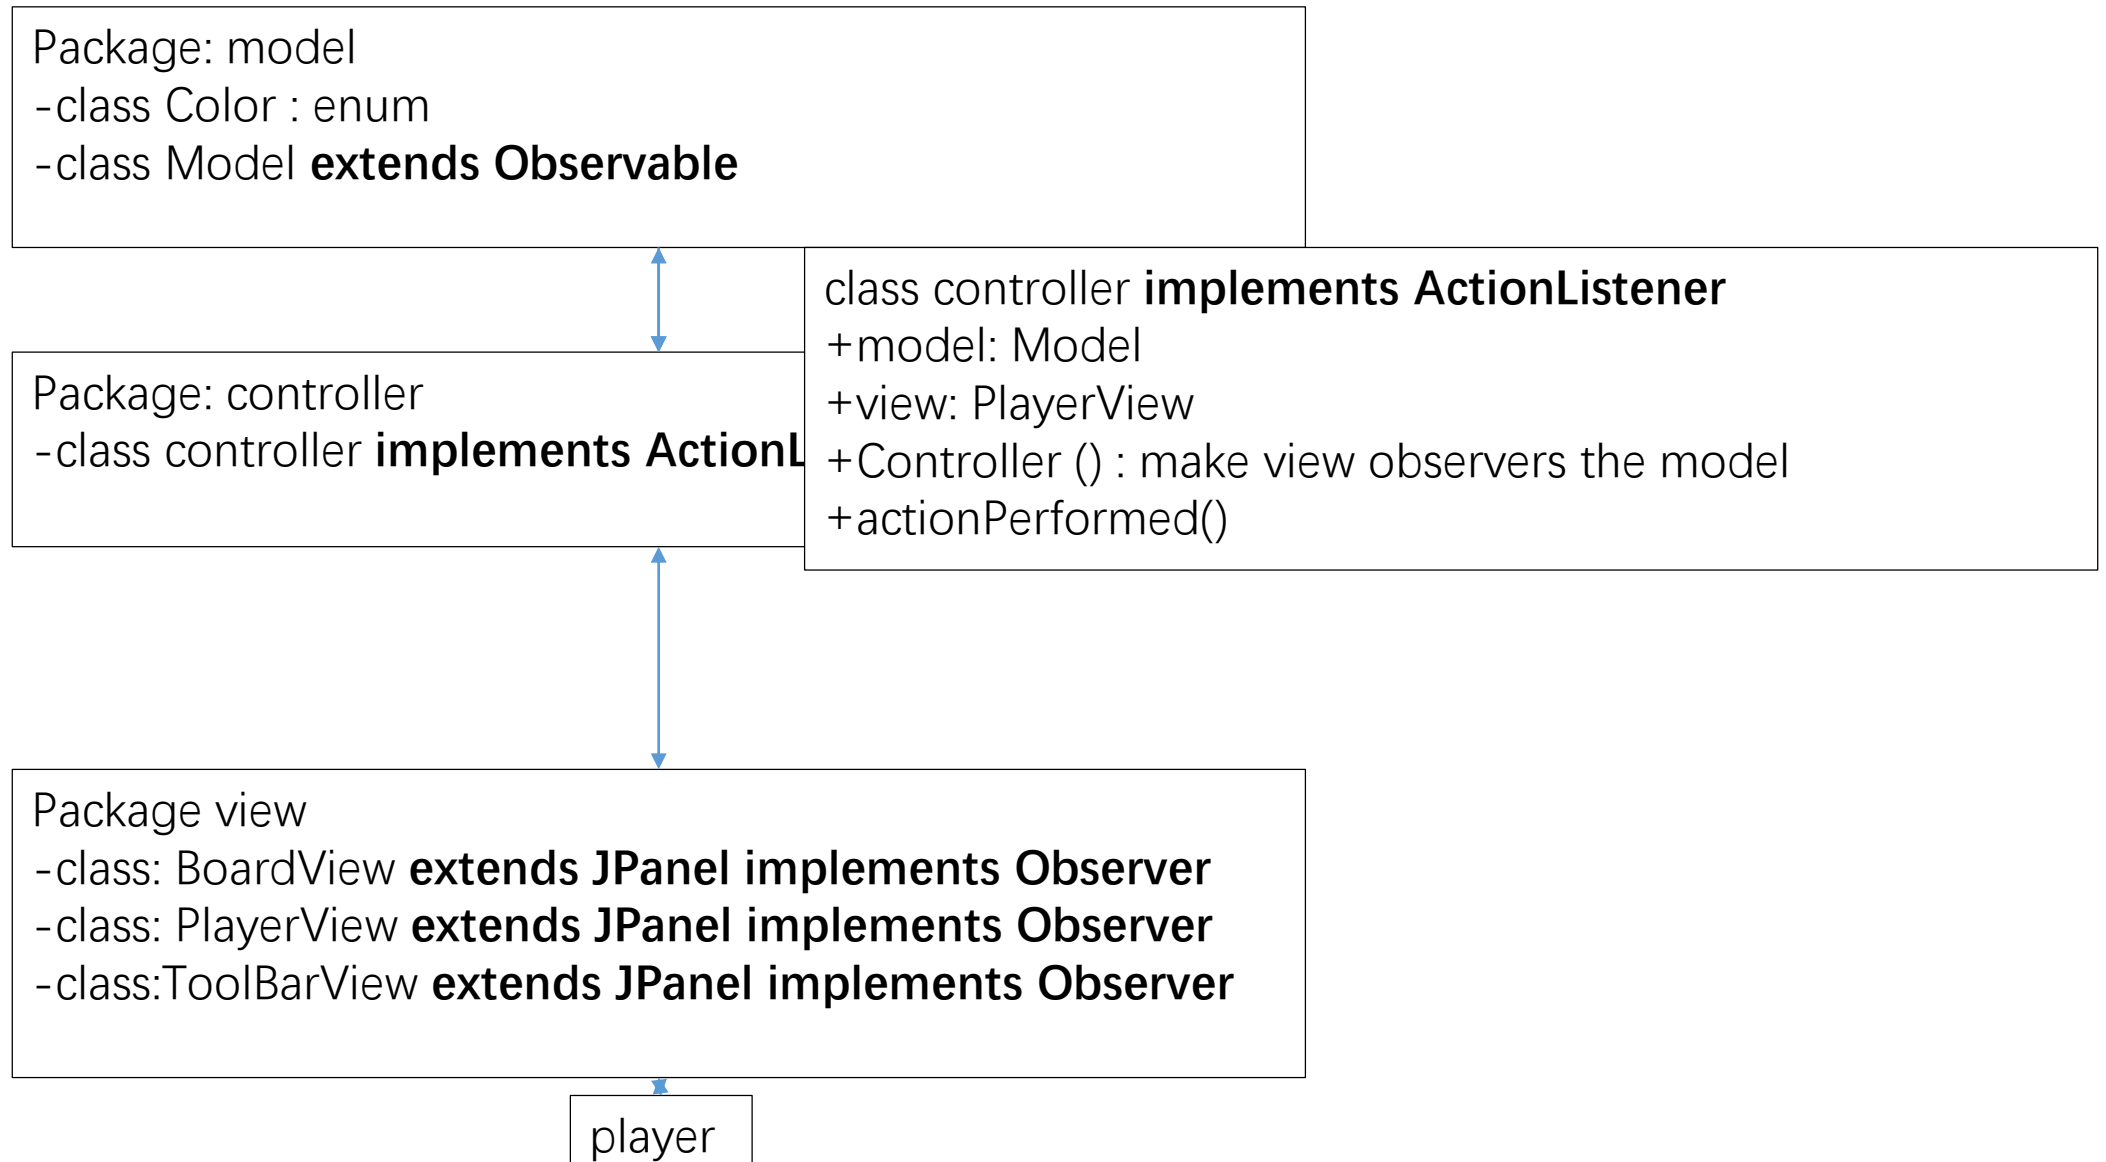 Package: model
-class Color : enum
-class Model extends Observable
class controller implements ActionListener
+model: Model
+view: PlayerView
+Controller () : make view observers the model
+actionPerformed()
Package: controller
-class controller implements ActionL
Package view
-class: BoardView extends JPanel implements Observer
-class: PlayerView extends JPanel implements Observer
-class:ToolBarView extends JPanel implements Observer
player